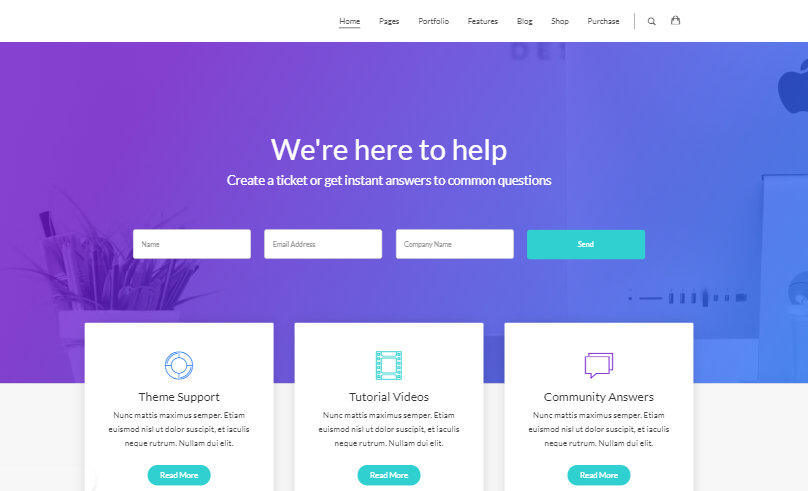 Home Pages Portfolio Features Blog Shop Purchase
DES
We're here to help
Create a ticket or get instant answers to common questions
Name Email Address Company Name Send
Theme Support
Nunc mattis maximus semper. Etiam
euismod nisl ut dolor suscipit, et iaculis
neque rutrum. Nullam dui elit.
Read More
Tutorial Videos
Nunc mattis maximus semper. Etiam
euismod nisl ut dolor suscipit, et iaculis
neque rutrum. Nullam dui elit.
Read More
Community Answers
Nunc mattis maximus semper. Etiam
euismod nisl ut dolor suscipit, et iaculis
neque rutrum. Nullam dui elit.
Read More